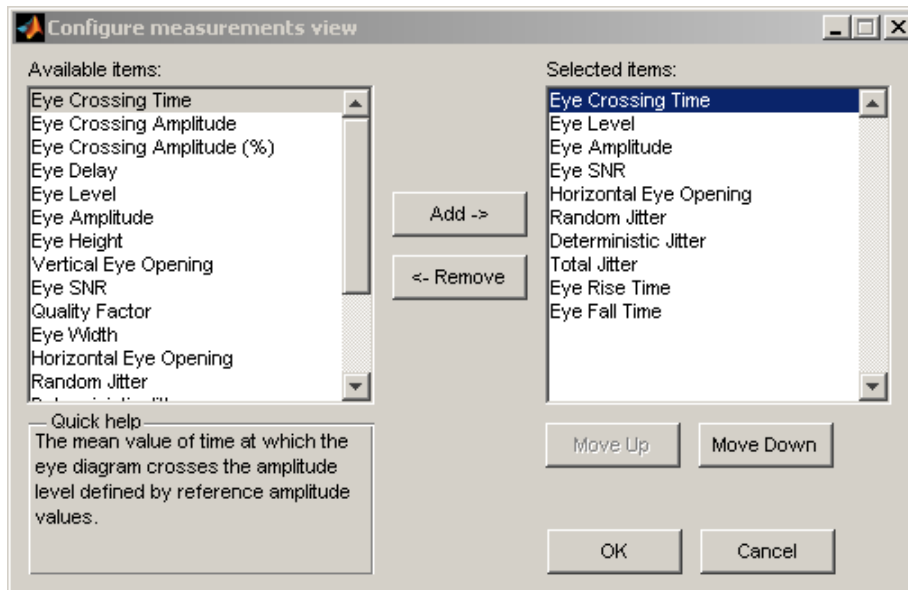 Configure measurements view
Available items:
Eye Crossing Time
Eye Crossing Amplitude
Eye Crossing Amplitude (%)
Eye Delay
Eye Level
Eye Amplitude
Eye Height
Vertical Eye Opening
Eye SNR
Quality Factor
Eye Width
Horizontal Eye Opening
Random Jitter
Add ->
<- Remove
Selected items:
Eye Crossing Time
Eye Level
Eye Amplitude
Eye SNR
Horizontal Eye Opening
Random Jitter
Deterministic Jitter
Total Jitter
Eye Rise Time
Eye Fall Time
Quick help
The mean value of time at which the
eye diagram crosses the amplitude
level defined by reference amplitude
values.
Move Up
Move Down
OK
Cancel